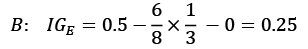 B: IG_E = 0.5 − 6/8 × 1/3 − 0 = 0.25